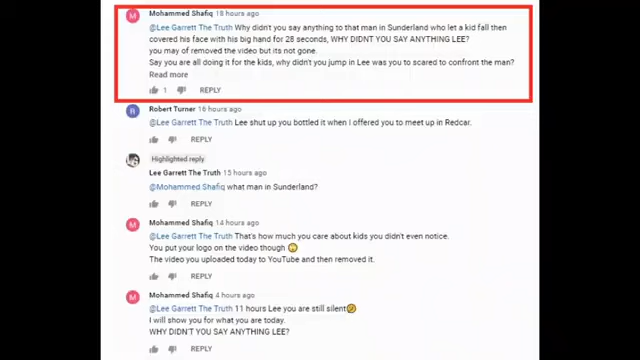 Mohammed Shafiq 18 hours ago
@Lee Garrett The Truth Why didn't you say anything to that man in Sunderland who let a kid fall then
covered his face with his big hand for 28 seconds, WHY DIDNT YOU SAY ANYTHING LEE?
you may of removed the video but its not gone.
Say you are all doing it for the kids, why didn't you jump in Lee was you to scared to confront the man?
Read more
1 REPLY
Robert Turner 16 hours ago
@Lee Garrett The Truth Lee shut up you bottled it when I offered you to meet up in Redcar.
REPLY
Highlighted reply
Lee Garrett The Truth 15 hours ago
@Mohammed Shafiq what man in Sunderland?
REPLY
Mohammed Shafiq 14 hours ago
@Lee Garrett The Truth That's how much you care about kids you didn't even notice.
You put your logo on the video though 🙄
The video you uploaded today to YouTube and then removed it.
REPLY
Mohammed Shafiq 4 hours ago
@Lee Garrett The Truth 11 hours Lee you are still silent
I will show you for what you are today.
WHY DIDN'T YOU SAY ANYTHING LEE?
REPLY